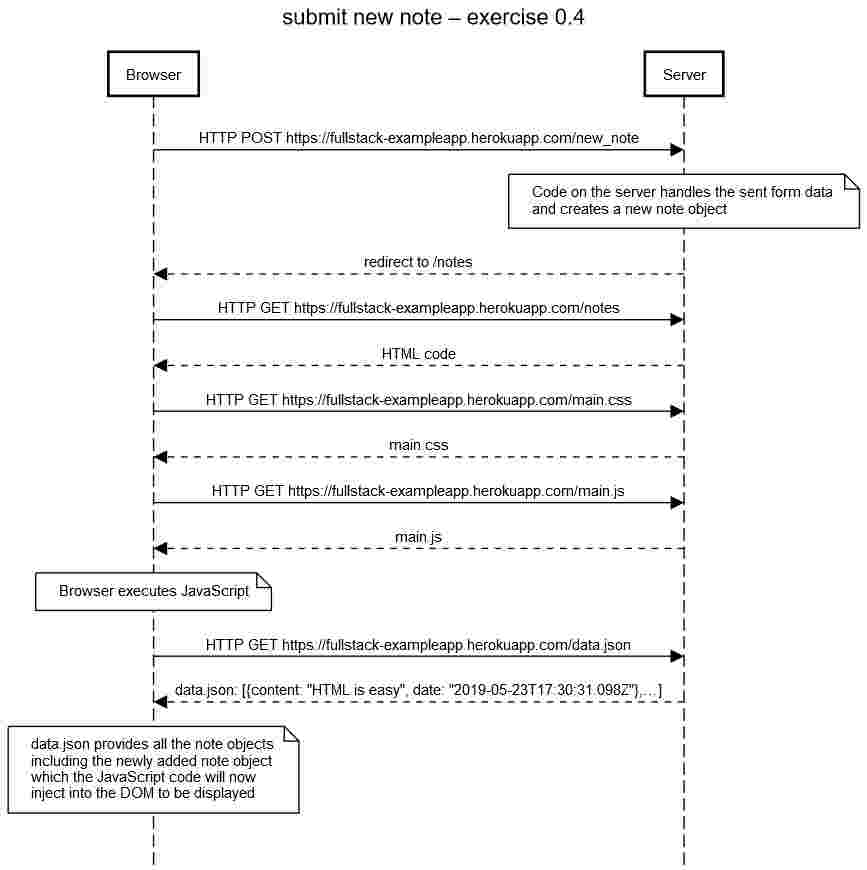 submit new note – exercise 0.4
Browser
Server
HTTP POST https://fullstack-exampleapp.herokuapp.com/new_note
Code on the server handles the sent form data
and creates a new note object
redirect to /notes
HTTP GET https://fullstack-exampleapp.herokuapp.com/notes
HTML code
HTTP GET https://fullstack-exampleapp.herokuapp.com/main.css
main.css
HTTP GET https://fullstack-exampleapp.herokuapp.com/main.js
main.js
Browser executes JavaScript
HTTP GET https://fullstack-exampleapp.herokuapp.com/data.json
data.json: [{content: "HTML is easy", date: "2019-05-23T17:30:31.098Z"},…]
data.json provides all the note objects
including the newly added note object
which the JavaScript code will now
inject into the DOM to be displayed